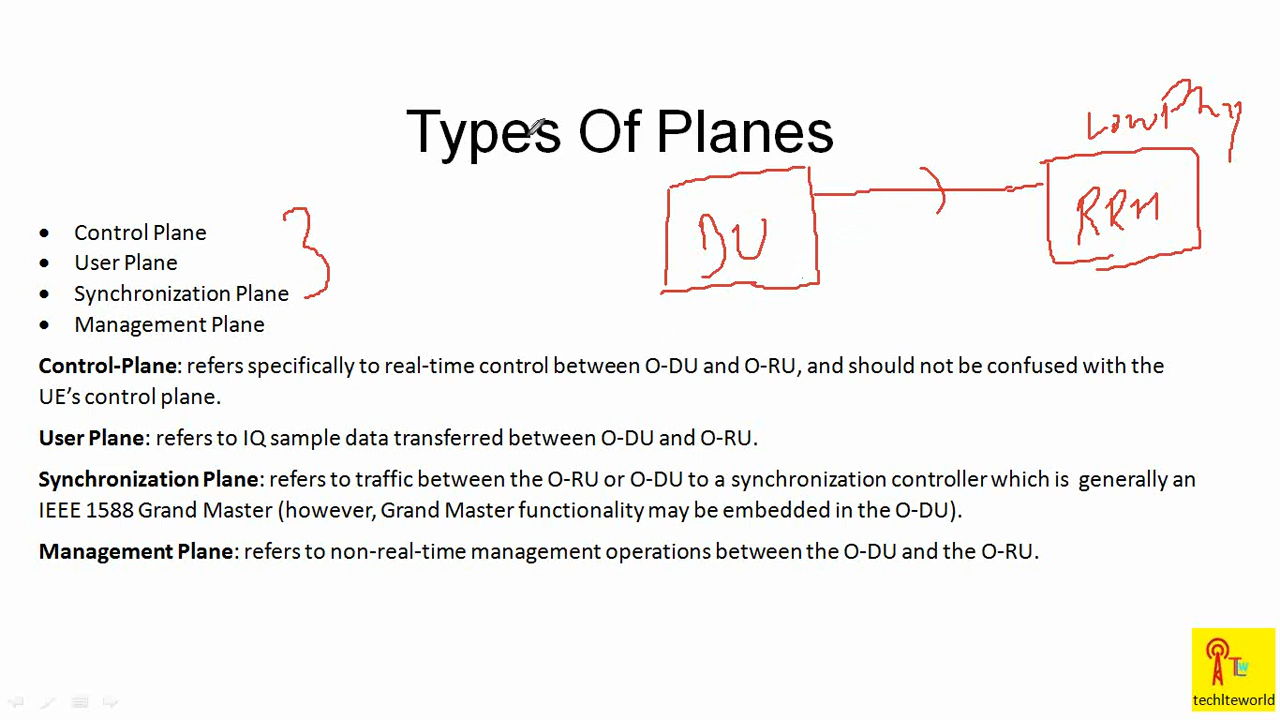 Types Of Planes
LowPhy
DU
RRH
Control Plane
User Plane
Synchronization Plane
Management Plane
Control-Plane: refers specifically to real-time control between O-DU and O-RU, and should not be confused with the
UE’s control plane.
User Plane: refers to IQ sample data transferred between O-DU and O-RU.
Synchronization Plane: refers to traffic between the O-RU or O-DU to a synchronization controller which is generally an
IEEE 1588 Grand Master (however, Grand Master functionality may be embedded in the O-DU).
Management Plane: refers to non-real-time management operations between the O-DU and the O-RU.
TLW
techlteworld